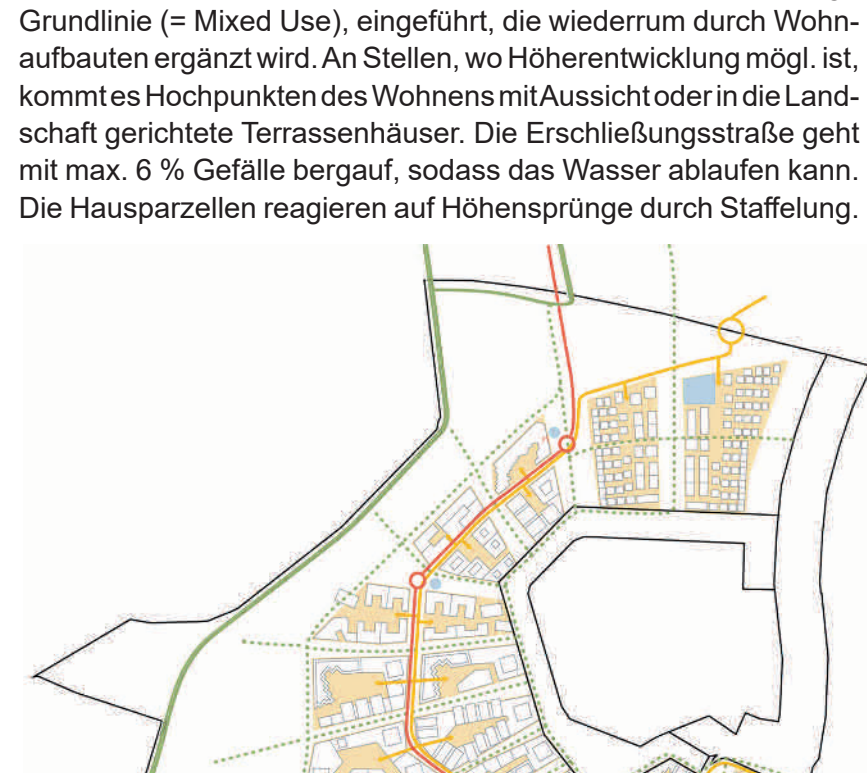 Grundlinie (= Mixed Use), eingeführt, die wiederrum durch Wohn-
aufbauten ergänzt wird. An Stellen, wo Höherentwicklung mögl. ist,
kommt es Hochpunkten des Wohnens mit Aussicht oder in die Land-
schaft gerichtete Terrassenhäuser. Die Erschließungsstraße geht
mit max. 6 % Gefälle bergauf, sodass das Wasser ablaufen kann.
Die Hausparzellen reagieren auf Höhensprünge durch Staffelung.